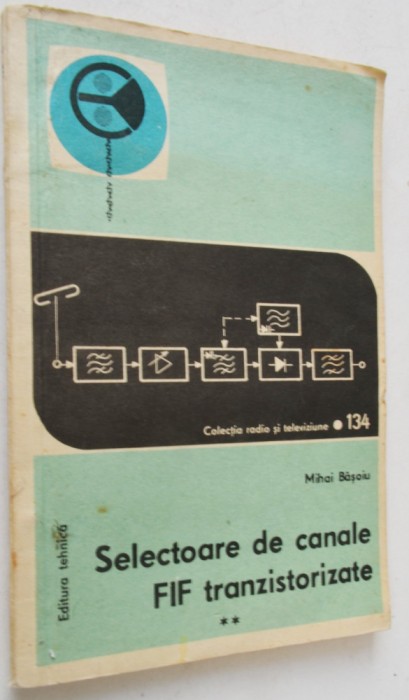 Colecția radio și televiziune • 134
Mihai Bășoiu
Editura tehnică
Selectoare de canale
FIF tranzistorizate
**